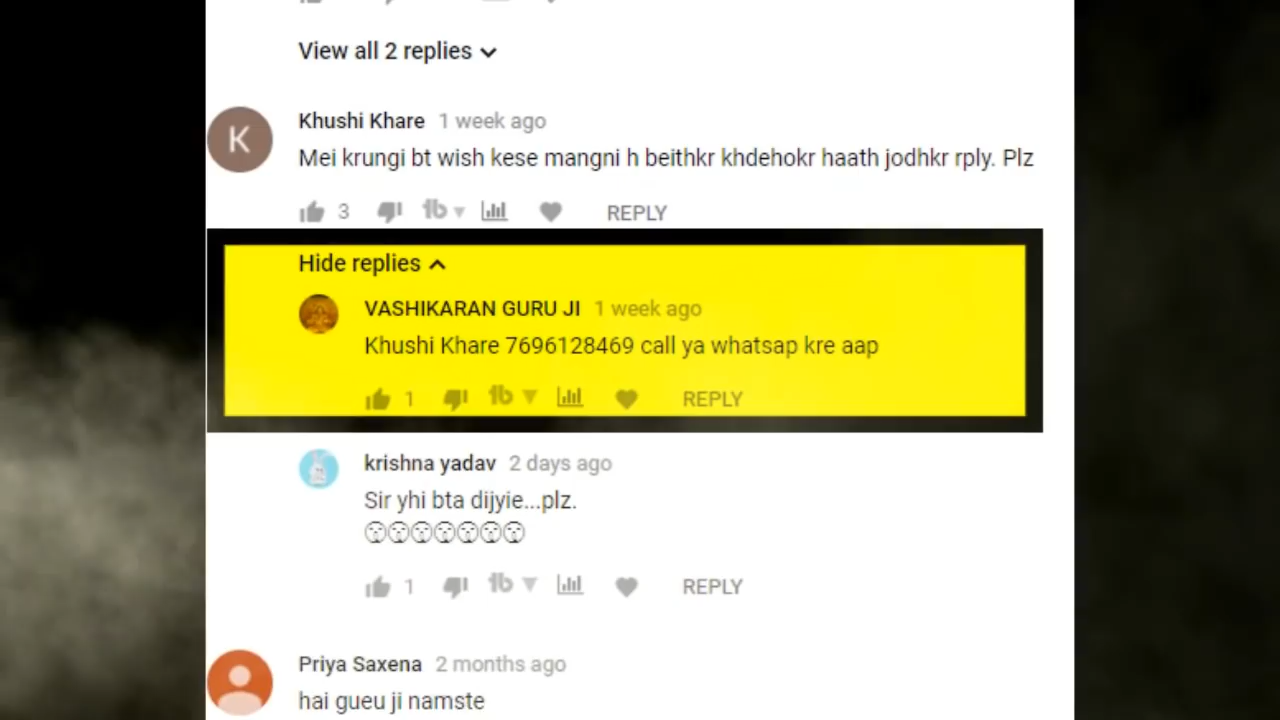 View all 2 replies
Khushi Khare 1 week ago
Mei krungi bt wish kese mangni h beithkr khdehokr haath jodhkr rply. Plz
3 REPLY
Hide replies
VASHIKARAN GURU JI 1 week ago
Khushi Khare 7696128469 call ya whatsap kre aap
1 REPLY
krishna yadav 2 days ago
Sir yhi bta dijyie...plz.
1 REPLY
Priya Saxena 2 months ago
hai gueu ji namste